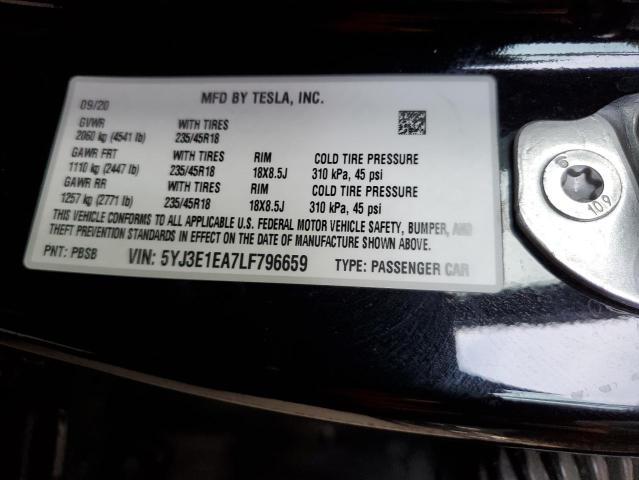 09/20 MFD BY TESLA, INC.
GVWR WITH TIRES
2060 kg (4541 lb) 235/45R18
GAWR FRT WITH TIRES RIM COLD TIRE PRESSURE
1110 kg (2447 lb) 235/45R18 18X8.5J 310 kPa, 45 psi
GAWR RR WITH TIRES RIM COLD TIRE PRESSURE
1257 kg (2771 lb) 235/45R18 18X8.5J 310 kPa, 45 psi
THIS VEHICLE CONFORMS TO ALL APPLICABLE U.S. FEDERAL MOTOR VEHICLE SAFETY, BUMPER, AND
THEFT PREVENTION STANDARDS IN EFFECT ON THE DATE OF MANUFACTURE SHOWN ABOVE.
PNT: PBSB VIN: 5YJ3E1EA7LF796659 TYPE: PASSENGER CAR
10.9